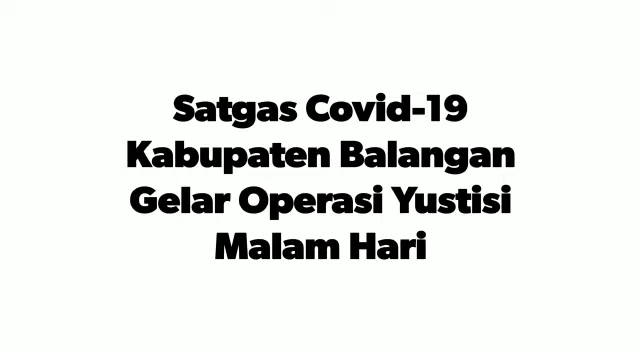 Satgas Covid-19
Kabupaten Balangan
Gelar Operasi Yustisi
Malam Hari